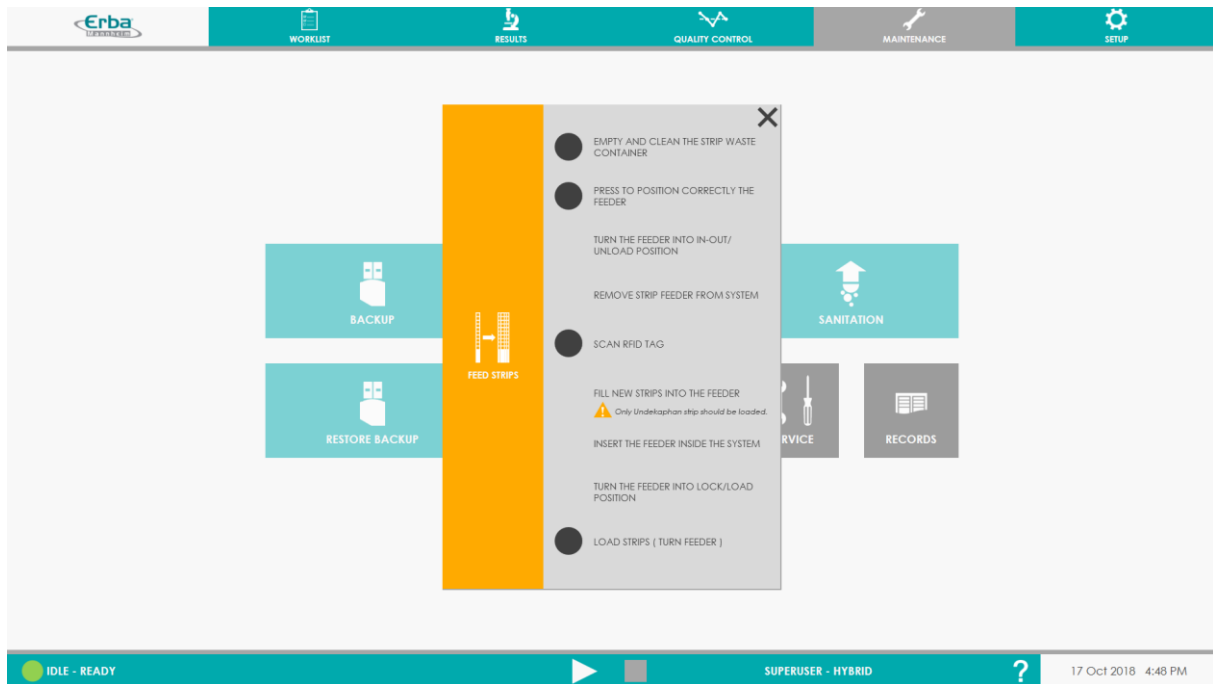 Erba
Mannheim
WORKLIST
RESULTS
QUALITY CONTROL
MAINTENANCE
SETUP
EMPTY AND CLEAN THE STRIP WASTE
CONTAINER
PRESS TO POSITION CORRECTLY THE
FEEDER
TURN THE FEEDER INTO IN-OUT/
UNLOAD POSITION
REMOVE STRIP FEEDER FROM SYSTEM
BACKUP
SANITATION
SCAN RFID TAG
FEED STRIPS
FILL NEW STRIPS INTO THE FEEDER
Only Undekaphan strip should be loaded.
RESTORE BACKUP
INSERT THE FEEDER INSIDE THE SYSTEM
RVICE
RECORDS
TURN THE FEEDER INTO LOCK/LOAD
POSITION
LOAD STRIPS ( TURN FEEDER )
IDLE - READY
SUPERUSER - HYBRID
?
17 Oct 2018 4:48 PM